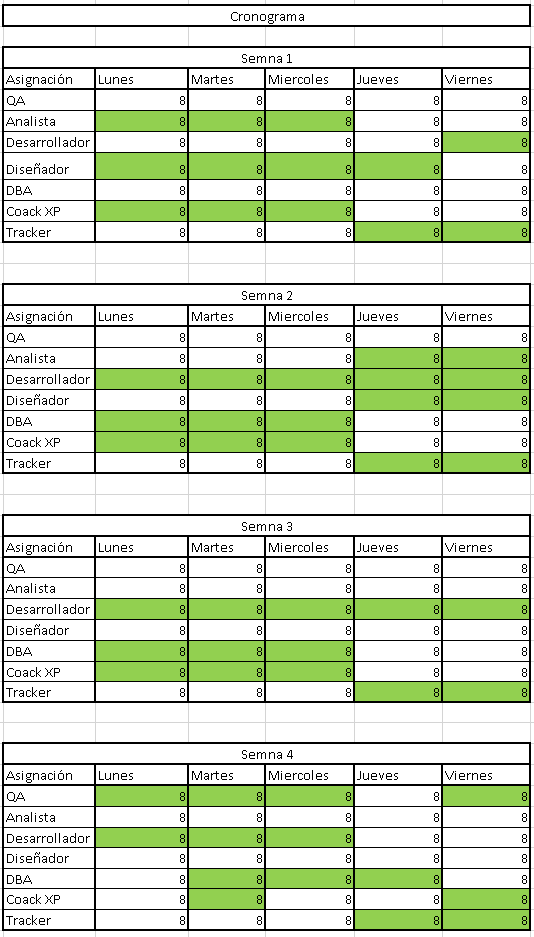 Cronograma
Semna 1
Asignación Lunes Martes Miercoles Jueves Viernes
QA 8 8 8 8 8
Analista 8 8 8 8 8
Desarrollador 8 8 8 8 8
Diseñador 8 8 8 8 8
DBA 8 8 8 8 8
Coack XP 8 8 8 8 8
Tracker 8 8 8 8 8
Semna 2
Asignación Lunes Martes Miercoles Jueves Viernes
QA 8 8 8 8 8
Analista 8 8 8 8 8
Desarrollador 8 8 8 8 8
Diseñador 8 8 8 8 8
DBA 8 8 8 8 8
Coack XP 8 8 8 8 8
Tracker 8 8 8 8 8
Semna 3
Asignación Lunes Martes Miercoles Jueves Viernes
QA 8 8 8 8 8
Analista 8 8 8 8 8
Desarrollador 8 8 8 8 8
Diseñador 8 8 8 8 8
DBA 8 8 8 8 8
Coack XP 8 8 8 8 8
Tracker 8 8 8 8 8
Semna 4
Asignación Lunes Martes Miercoles Jueves Viernes
QA 8 8 8 8 8
Analista 8 8 8 8 8
Desarrollador 8 8 8 8 8
Diseñador 8 8 8 8 8
DBA 8 8 8 8 8
Coack XP 8 8 8 8 8
Tracker 8 8 8 8 8